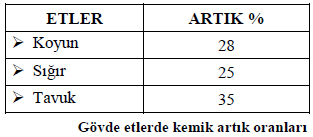 ETLER ARTIK %
➢ Koyun 28
➢ Sığır 25
➢ Tavuk 35
Gövde etlerde kemik artık oranları